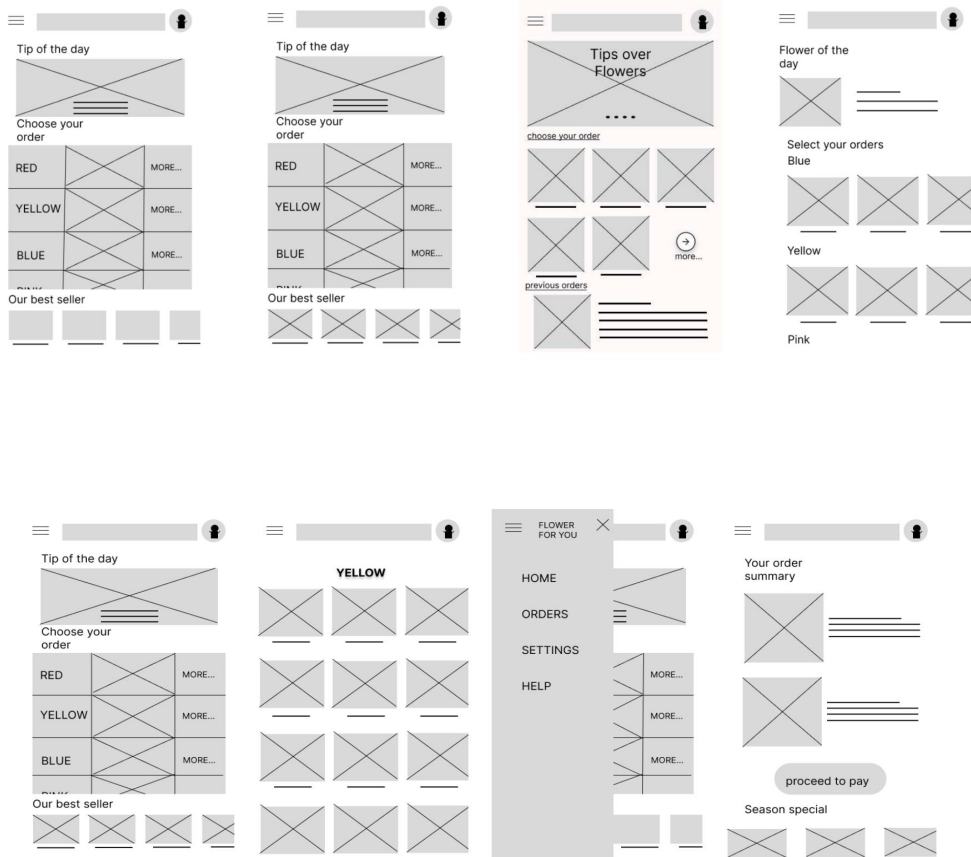 Tip of the day
Choose your
order
RED
MORE...
YELLOW
MORE...
BLUE
MORE...
PINK
Our best seller
Tip of the day
Choose your
order
RED
MORE...
YELLOW
MORE...
BLUE
MORE...
PINK
Our best seller
Tips over
Flowers
choose your order
more...
previous orders
Flower of the
day
Select your orders
Blue
Yellow
Pink
Tip of the day
Choose your
order
RED
MORE...
YELLOW
MORE...
BLUE
MORE...
PINK
Our best seller
YELLOW
FLOWER
FOR YOU
HOME
ORDERS
SETTINGS
HELP
MORE...
MORE...
MORE...
Your order
summary
proceed to pay
Season special